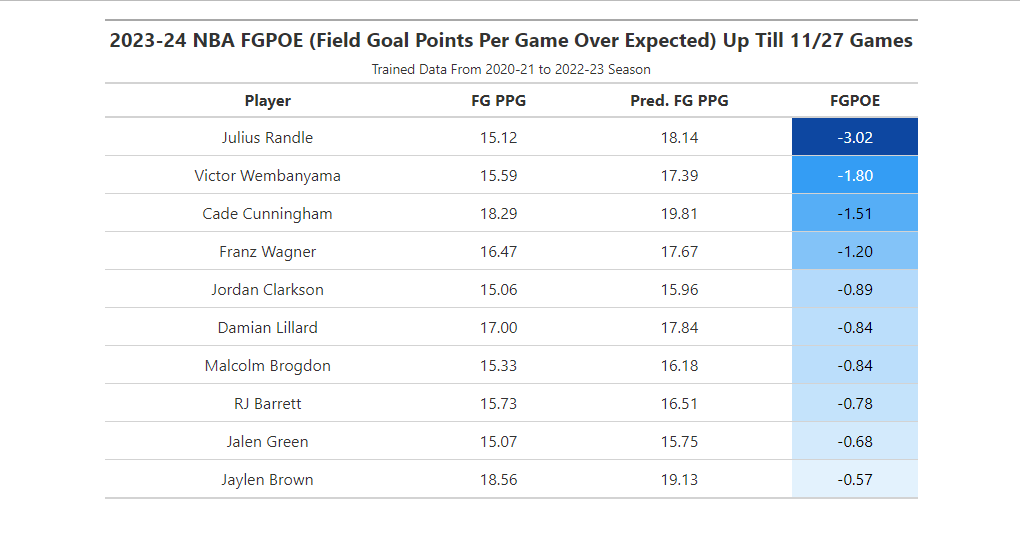 2023-24 NBA FGPOE (Field Goal Points Per Game Over Expected) Up Till 11/27 Games
Trained Data From 2020-21 to 2022-23 Season
Player FG PPG Pred. FG PPG FGPOE
Julius Randle 15.12 18.14 -3.02
Victor Wembanyama 15.59 17.39 -1.80
Cade Cunningham 18.29 19.81 -1.51
Franz Wagner 16.47 17.67 -1.20
Jordan Clarkson 15.06 15.96 -0.89
Damian Lillard 17.00 17.84 -0.84
Malcolm Brogdon 15.33 16.18 -0.84
RJ Barrett 15.73 16.51 -0.78
Jalen Green 15.07 15.75 -0.68
Jaylen Brown 18.56 19.13 -0.57